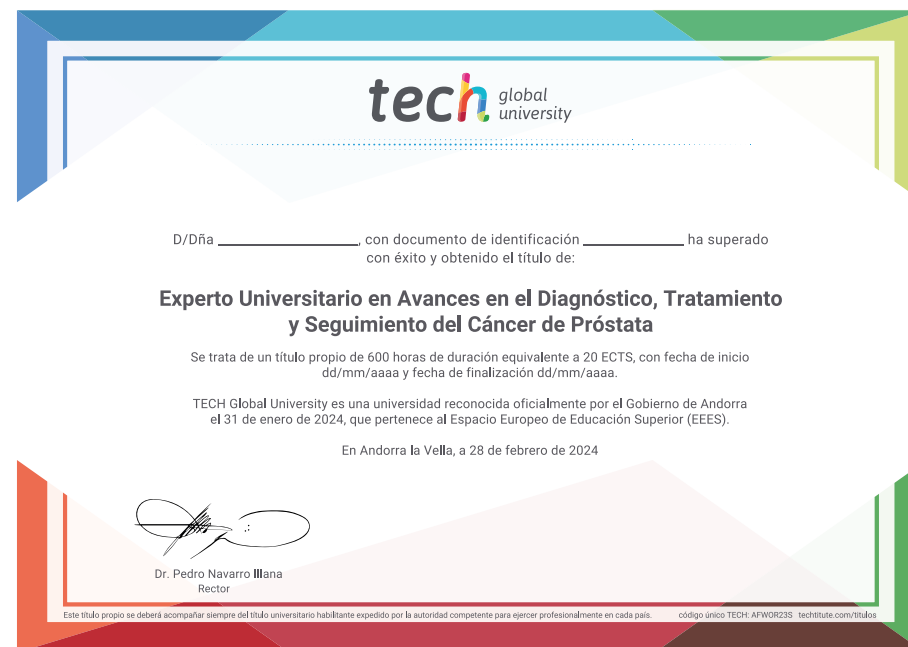 tech global university
D/Dña ______________, con documento de identificación __________ ha superado
con éxito y obtenido el título de:
Experto Universitario en Avances en el Diagnóstico, Tratamiento
y Seguimiento del Cáncer de Próstata
Se trata de un título propio de 600 horas de duración equivalente a 20 ECTS, con fecha de inicio
dd/mm/aaaa y fecha de finalización dd/mm/aaaa.
TECH Global University es una universidad reconocida oficialmente por el Gobierno de Andorra
el 31 de enero de 2024, que pertenece al Espacio Europeo de Educación Superior (EEES).
En Andorra la Vella, a 28 de febrero de 2024
Dr. Pedro Navarro Illana
Rector
Este título propio se deberá acompañar siempre del título universitario habilitante expedido por la autoridad competente para ejercer profesionalmente en cada país. código único TECH: AFWOR23S techtitute.com/titulos